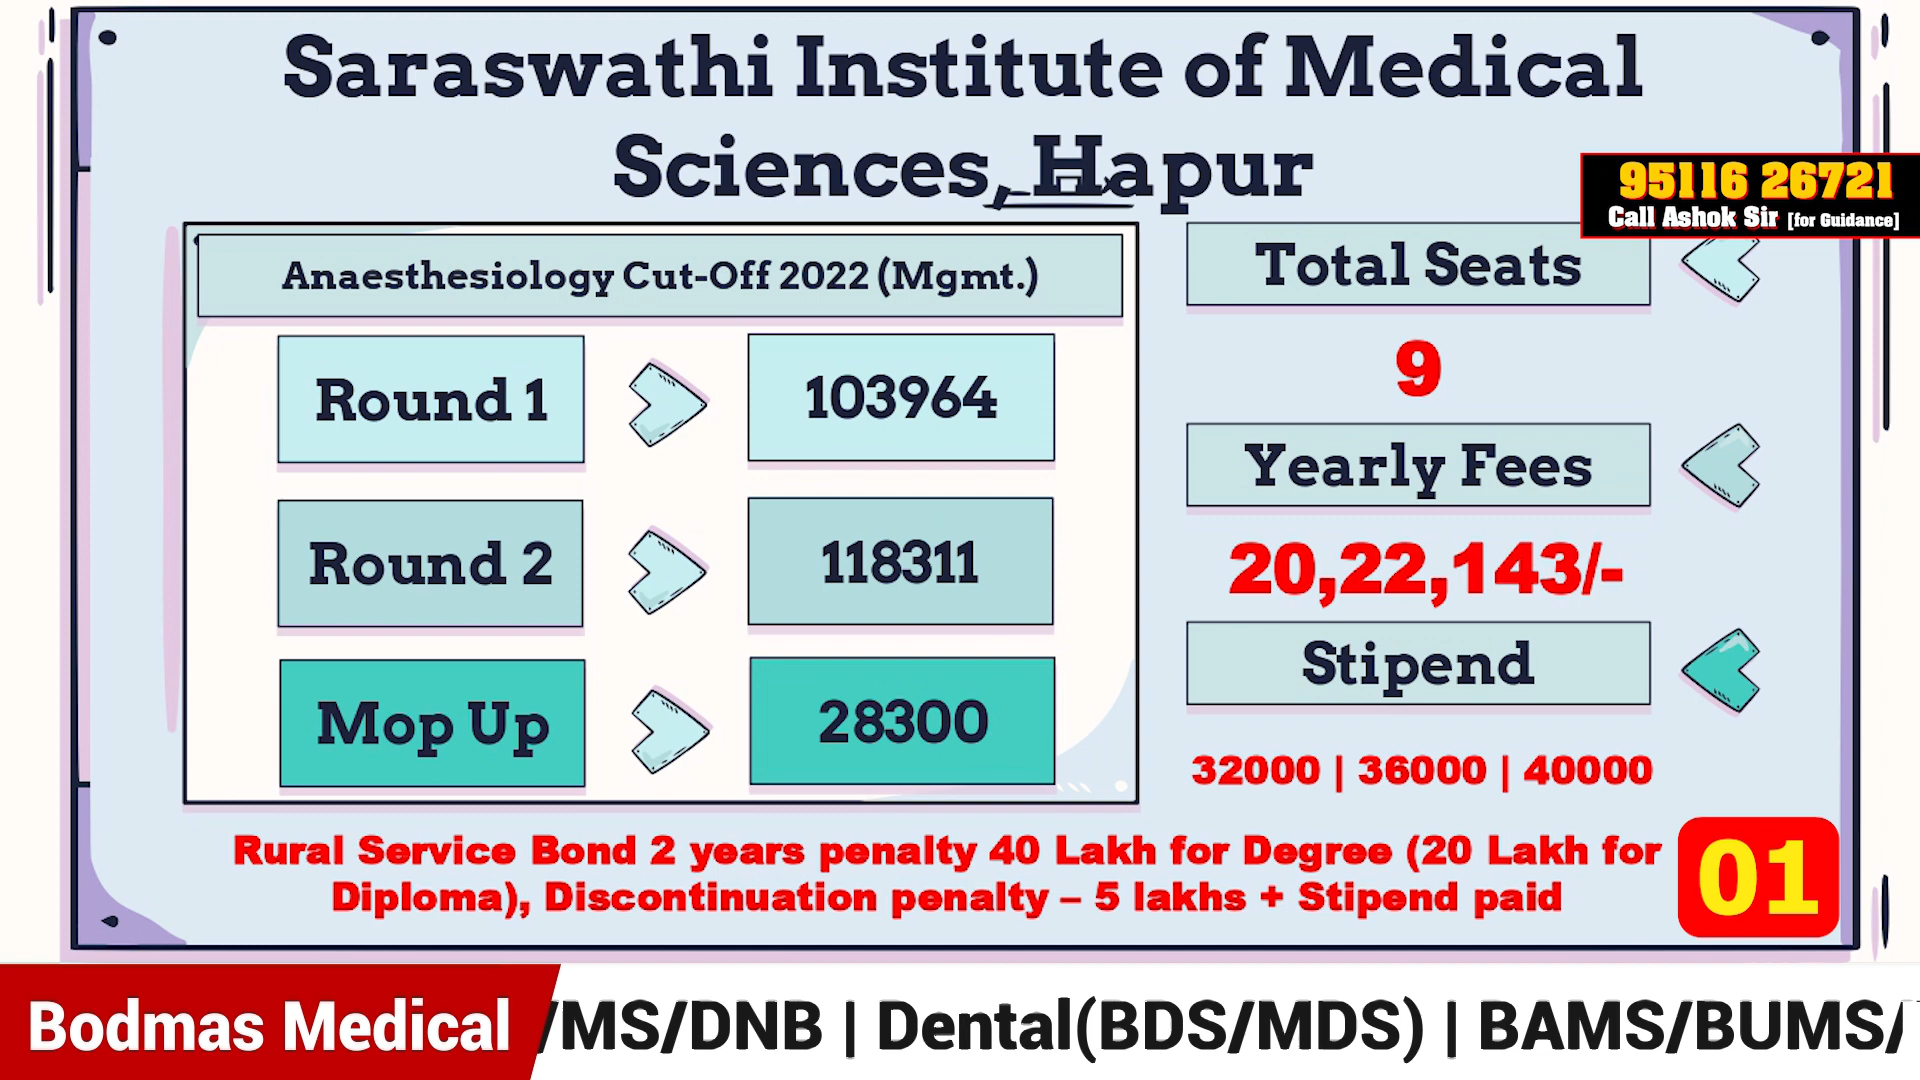 Saraswathi Institute of Medical
Sciences, Hapur
95116 26721
Call Ashok Sir [for Guidance]
Anaesthesiology Cut-Off 2022 (Mgmt.)
Round 1
103964
Round 2
118311
Mop Up
28300
Total Seats
9
Yearly Fees
20,22,143/-
Stipend
32000 | 36000 | 40000
Rural Service Bond 2 years penalty 40 Lakh for Degree (20 Lakh for
Diploma), Discontinuation penalty – 5 lakhs + Stipend paid
01
Bodmas Medical
/MS/DNB | Dental(BDS/MDS) | BAMS/BUMS/